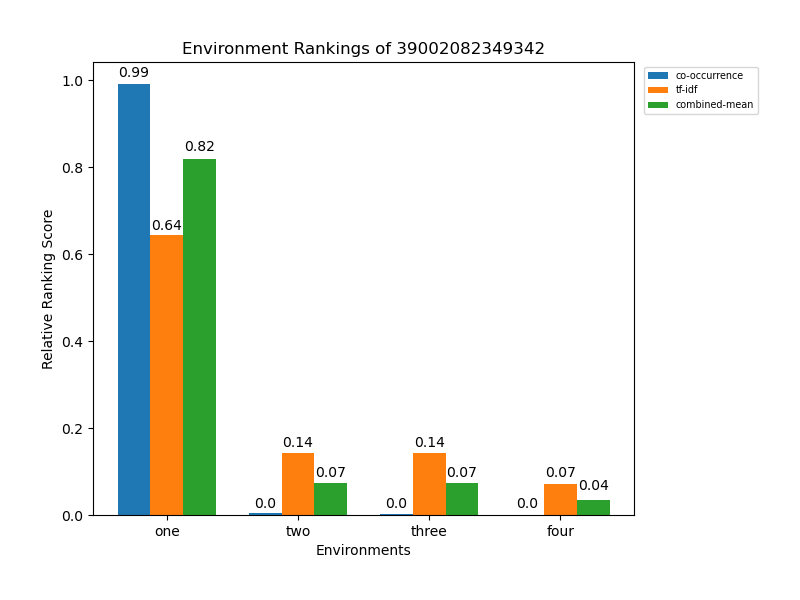 Environment Rankings of 39002082349342
co-occurrence
tf-idf
combined-mean
Relative Ranking Score
1.0
0.8
0.6
0.4
0.2
0.0
0.99
0.64
0.82
0.0
0.14
0.07
0.0
0.14
0.07
0.0
0.07
0.04
one two three four
Environments